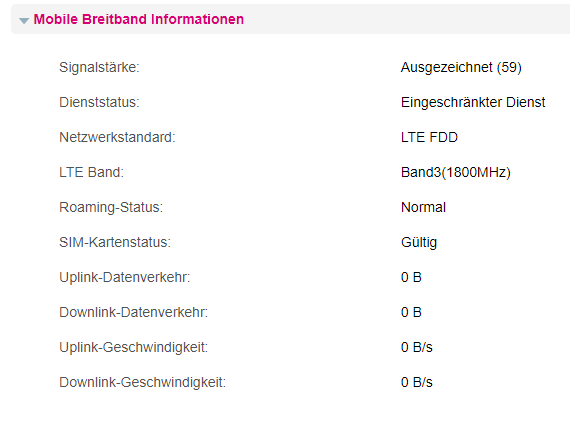 Mobile Breitband Informationen
Signalstärke: Ausgezeichnet (59)
Dienststatus: Eingeschränkter Dienst
Netzwerkstandard: LTE FDD
LTE Band: Band3(1800MHz)
Roaming-Status: Normal
SIM-Kartenstatus: Gültig
Uplink-Datenverkehr: 0 B
Downlink-Datenverkehr: 0 B
Uplink-Geschwindigkeit: 0 B/s
Downlink-Geschwindigkeit: 0 B/s